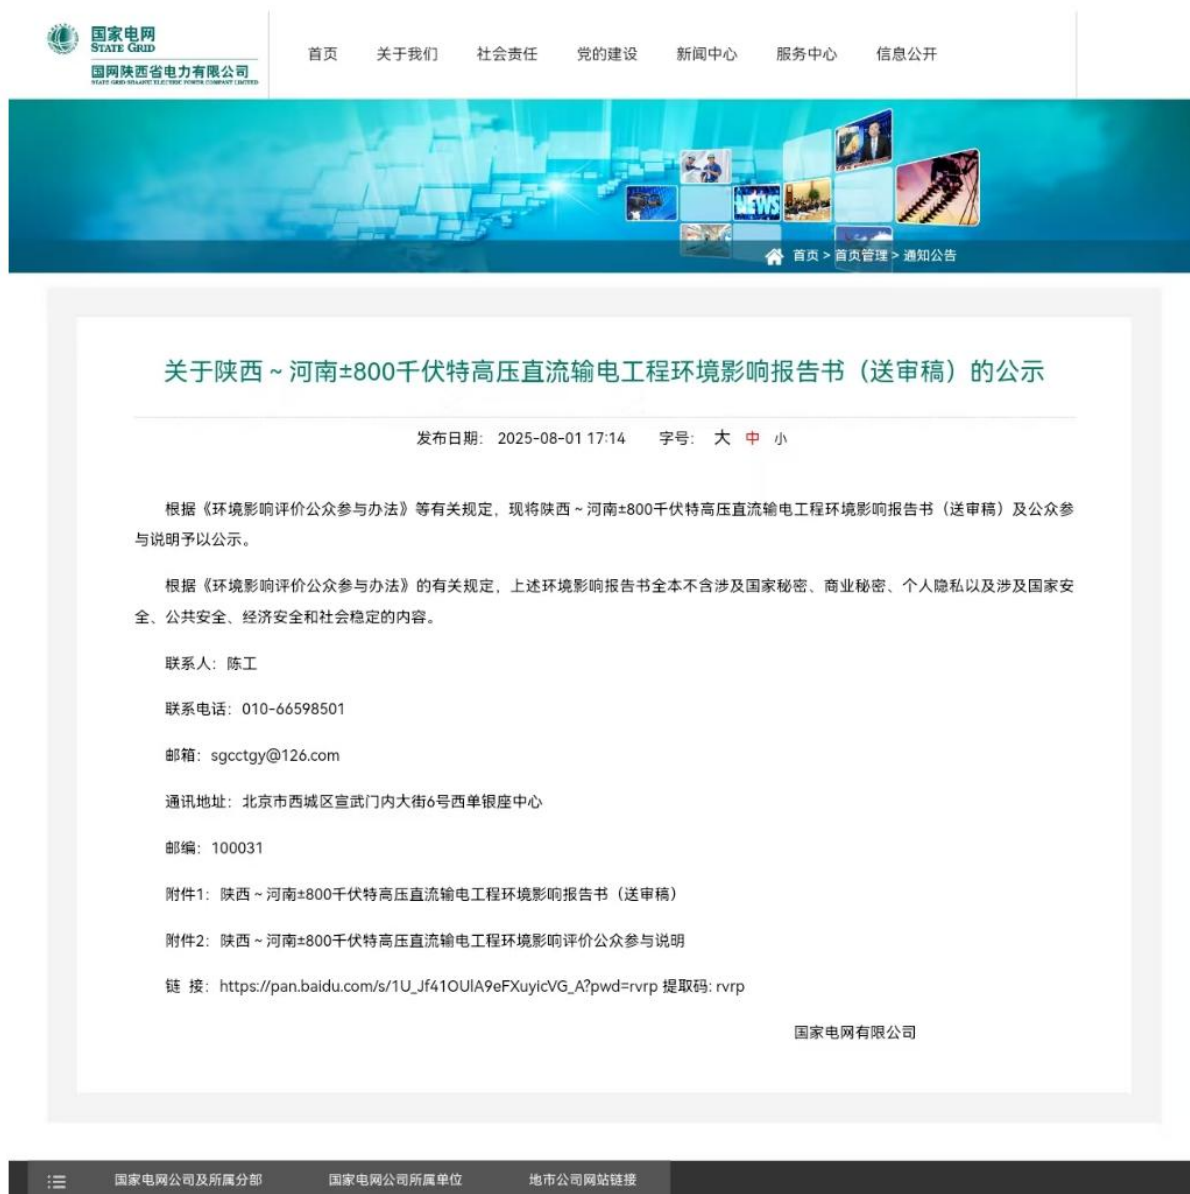 国家电网
STATE GRID
国网陕西省电力有限公司
STATE GRID SHAANXI ELECTRIC POWER COMPANY LIMITED
首页 关于我们 社会责任 党的建设 新闻中心 服务中心 信息公开
NEWS
首页 > 首页管理 > 通知公告
关于陕西~河南±800千伏特高压直流输电工程环境影响报告书（送审稿）的公示
发布日期: 2025-08-01 17:14 字号: 大 中 小
根据《环境影响评价公众参与办法》等有关规定，现将陕西~河南±800千伏特高压直流输电工程环境影响报告书（送审稿）及公众参
与说明予以公示。
根据《环境影响评价公众参与办法》的有关规定，上述环境影响报告书全本不含涉及国家秘密、商业秘密、个人隐私以及涉及国家安
全、公共安全、经济安全和社会稳定的内容。
联系人: 陈工
联系电话: 010-66598501
邮箱: sgcctgy@126.com
通讯地址: 北京市西城区宣武门内大街6号西单银座中心
邮编: 100031
附件1: 陕西~河南±800千伏特高压直流输电工程环境影响报告书（送审稿）
附件2: 陕西~河南±800千伏特高压直流输电工程环境影响评价公众参与说明
链 接: https://pan.baidu.com/s/1U_Jf41OUlA9eFXuyicVG_A?pwd=rvrp 提取码: rvrp
国家电网有限公司
国家电网公司及所属分部 国家电网公司所属单位 地市公司网站链接